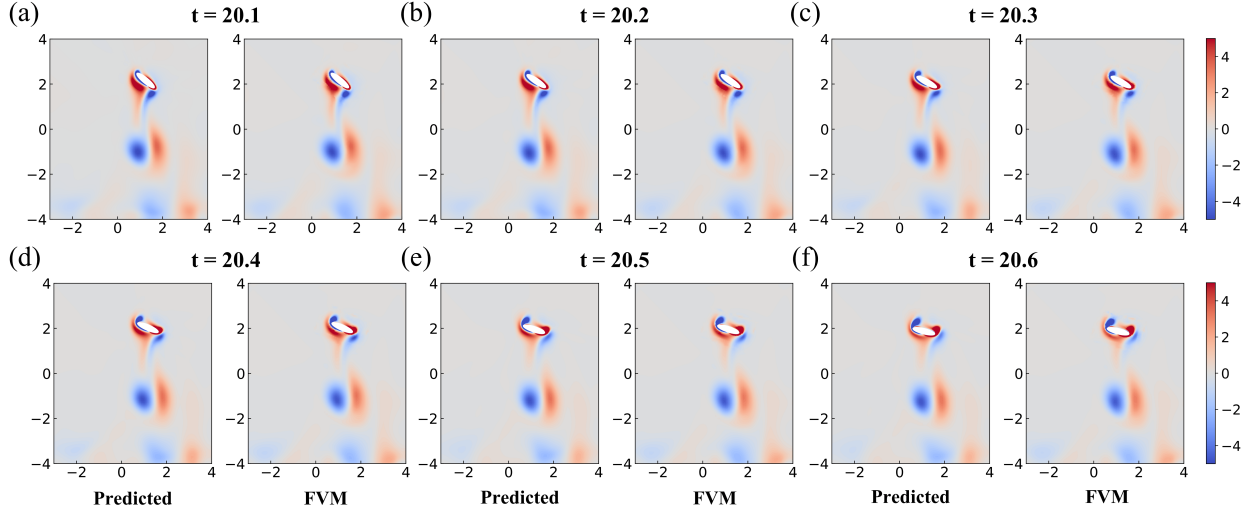 (a) t = 20.1 (b) t = 20.2 (c) t = 20.3
4 4 4 4 4 4
2 2 2 2 2 2
0 0 0 0 0 0
−2 −2 −2 −2 −2 −2
−4 −4 −4 −4 −4 −4
−2 0 2 4 −2 0 2 4 −2 0 2 4 −2 0 2 4 −2 0 2 4 −2 0 2 4
4
2
0
−2
−4
(d) t = 20.4 (e) t = 20.5 (f) t = 20.6
4 4 4 4 4 4
2 2 2 2 2 2
0 0 0 0 0 0
−2 −2 −2 −2 −2 −2
−4 −4 −4 −4 −4 −4
−2 0 2 4 −2 0 2 4 −2 0 2 4 −2 0 2 4 −2 0 2 4 −2 0 2 4
4
2
0
−2
−4
Predicted FVM Predicted FVM Predicted FVM